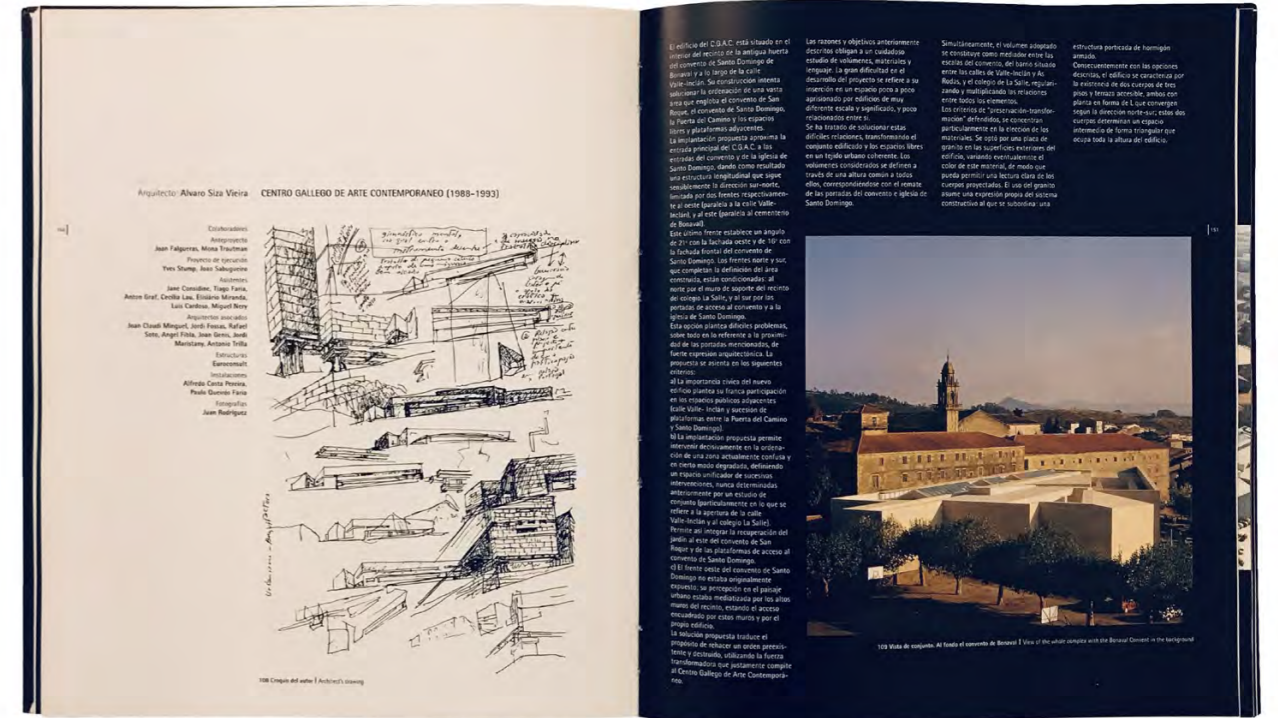 Arquitecto: Alvaro Siza Vieira CENTRO GALLEGO DE ARTE CONTEMPORANEO (1988-1993)
Colaboradores
Anteproyecto
Joan Falgueras, Mona Trautman
Proyecto de ejecución
Yves Stump, Joao Sabugueiro
Asistentes
Jane Considine, Tiago Faria,
Anton Graf, Cecilia Lau, Elisiário Miranda,
Luis Cardoso, Miguel Nery
Arquitectos asociados
Joan Claudi Minguel, Jordi Fossas, Rafael
Soto, Angel Fibla, Joan Genis, Jordi
Maristany, Antonio Trilla
Estructuras
Euroconsult
Instalaciones
Alfredo Costa Pereira,
Paulo Queirós Faria
Fotografías
Juan Rodríguez
108 Croquis del autor | Architect's drawing
El edificio del C.G.A.C. está situado en el
interior del recinto de la antigua huerta
del convento de Santo Domingo de
Bonaval y a lo largo de la calle
Valle-Inclán. Su construcción intenta
solucionar la ordenación de una vasta
área que engloba el convento de San
Roque, el convento de Santo Domingo,
la Puerta del Camino y los espacios
libres y plataformas adyacentes.
La implantación propuesta aproxima la
entrada principal del C.G.A.C. a las
entradas del convento y de la iglesia de
Santo Domingo, dando como resultado
una estructura longitudinal que sigue
sensiblemente la dirección sur-norte,
limitada por dos frentes respectivamen-
te al oeste (paralela a la calle Valle-
Inclán), y al este (paralela al cementerio
de Bonaval).
Este último frente establece un ángulo
de 21º con la fachada oeste y de 16º con
la fachada frontal del convento de
Santo Domingo. Los frentes norte y sur,
que completan la definición del área
construida, están condicionadas: al
norte por el muro de soporte del recinto
del colegio La Salle, y al sur por las
portadas de acceso al convento y a la
iglesia de Santo Domingo.
Esta opción plantea difíciles problemas,
sobre todo en lo referente a la proximi-
dad de las portadas mencionadas, de
fuerte expresión arquitectónica. La
propuesta se asienta en los siguientes
criterios:
a) La importancia cívica del nuevo
edificio plantea su franca participación
en los espacios públicos adyacentes
(calle Valle- Inclán y sucesión de
plataformas entre la Puerta del Camino
y Santo Domingo).
b) La implantación propuesta permite
intervenir decisivamente en la ordena-
ción de una zona actualmente confusa y
en cierto modo degradada, definiendo
un espacio unificador de sucesivas
intervenciones, nunca determinadas
anteriormente por un estudio de
conjunto (particularmente en lo que se
refiere a la apertura de la calle
Valle-Inclán y al colegio La Salle).
Permite así integrar la recuperación del
jardín al este del convento de San
Roque y de las plataformas de acceso al
convento de Santo Domingo.
c) El frente oeste del convento de Santo
Domingo no estaba originalmente
expuesto; su percepción en el paisaje
urbano estaba mediatizada por los altos
muros del recinto, estando el acceso
encuadrado por estos muros y por el
propio edificio.
La solución propuesta traduce el
propósito de rehacer un orden preexis-
tente y destruido, utilizando la fuerza
transformadora que justamente compite
al Centro Gallego de Arte Contemporá-
neo.
Las razones y objetivos anteriormente
descritos obligan a un cuidadoso
estudio de volúmenes, materiales y
lenguaje. La gran dificultad en el
desarrollo del proyecto se refiere a su
inserción en un espacio poco a poco
aprisionado por edificios de muy
diferente escala y significado, y poco
relacionados entre sí.
Se ha tratado de solucionar estas
difíciles relaciones, transformando el
conjunto edificado y los espacios libres
en un tejido urbano coherente. Los
volúmenes considerados se definen a
través de una altura común a todos
ellos, correspondiéndose con el remate
de las portadas del convento e iglesia de
Santo Domingo.
Simultáneamente, el volumen adoptado
se constituye como mediador entre las
escalas del convento, del barrio situado
entre las calles de Valle-Inclán y As
Rodas, y el colegio de La Salle, regulari-
zando y multiplicando las relaciones
entre todos los elementos.
Los criterios de "preservación-transfor-
mación" defendidos, se concentran
particularmente en la elección de los
materiales. Se optó por una placa de
granito en las superficies exteriores del
edificio, variando eventualemnte el
color de este material, de modo que
pueda permitir una lectura clara de los
cuerpos proyectados. El uso del granito
asume una expresión propia del sistema
constructivo al que se subordina: una
estructura porticada de hormigón
armado.
Consecuentemente con las opciones
descritas, el edificio se caracteriza por
la existencia de dos cuerpos de tres
pisos y terraza accesible, ambos con
planta en forma de L que convergen
según la dirección norte-sur; estos dos
cuerpos determinan un espacio
intermedio de forma triangular que
ocupa toda la altura del edificio.
151
109 Vista de conjunto. Al fondo el convento de Bonaval | View of the whole complex with the Bonaval Convent in the background